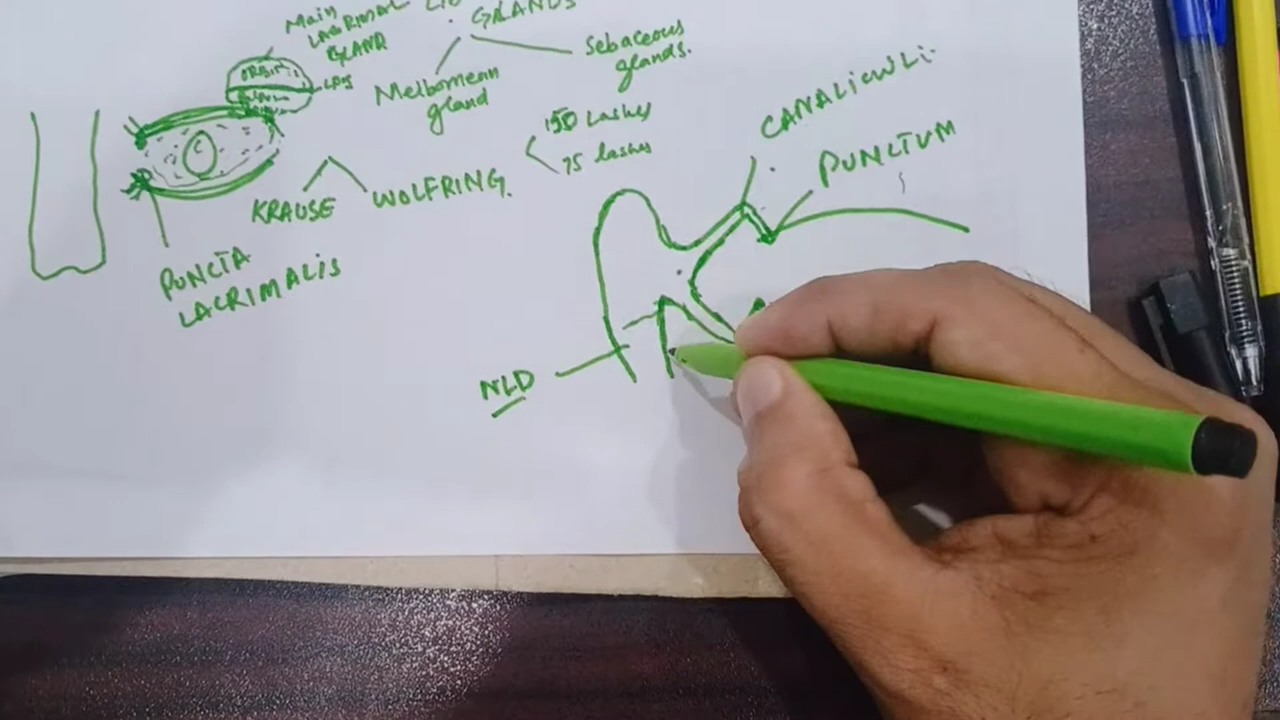 Main
LACRIMAL
GLAND
GLANDS
ORBIT
LPS
Meibomean
gland
Sebaceous
glands.
150 Lashes
75 lashes
CANALICULI
PUNCTUM
C
KRAUSE
WOLFRING.
PUNCTA
LACRIMALIS
NLD